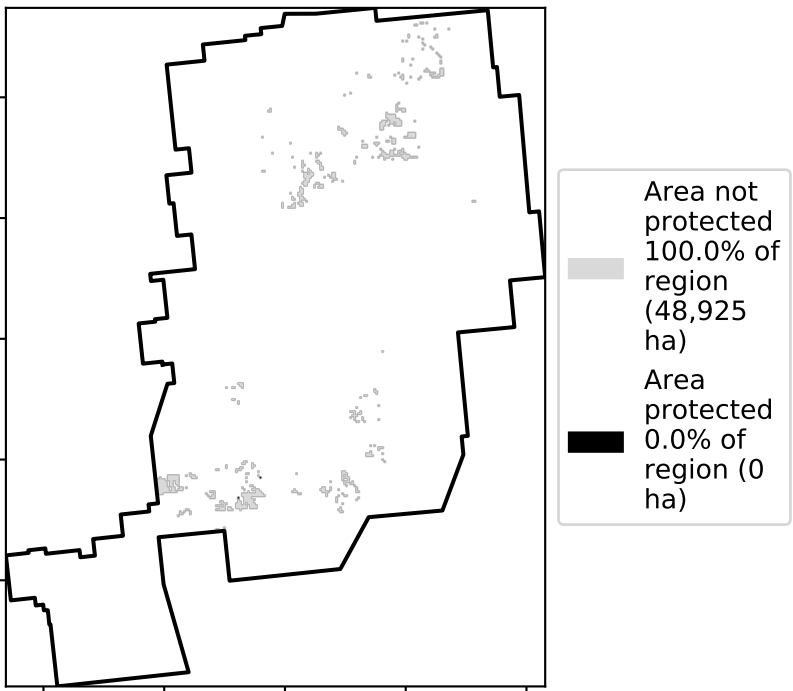 Area not
protected
100.0% of
region
(48,925
ha)
Area
protected
0.0% of
region (0
ha)